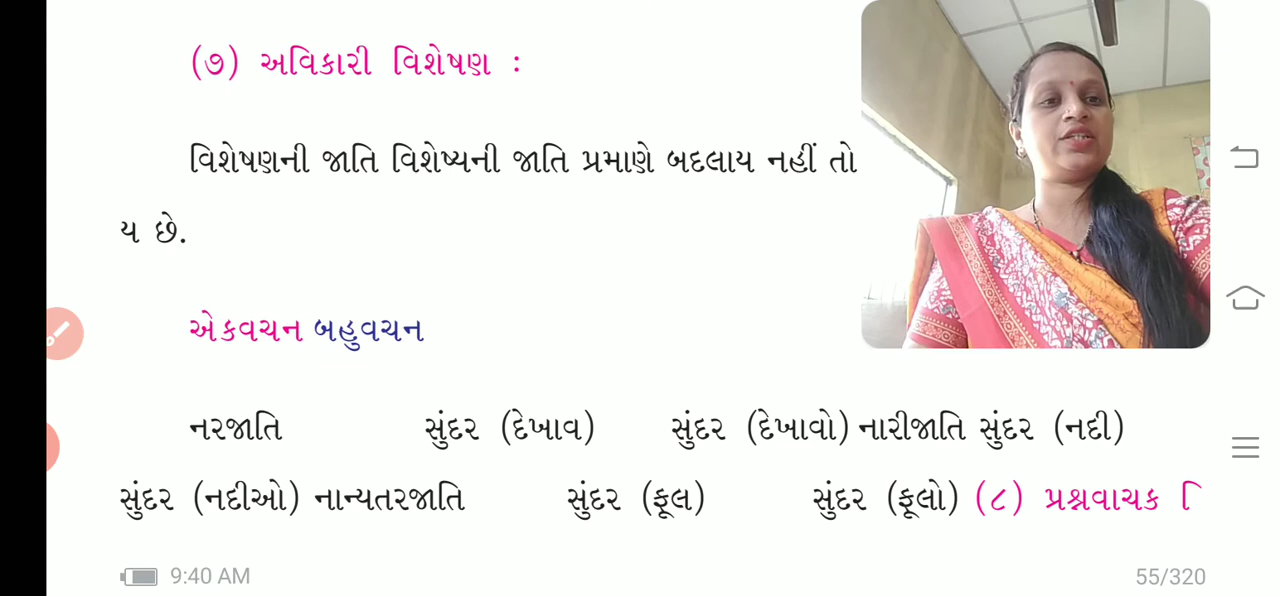 (૭) અવિકારી વિશેષણ :
વિશેષણની જાતિ વિશેષ્યની જાતિ પ્રમાણે બદલાય નહીં તો
ય છે.
એકવચન બહુવચન
નરજાતિ સુંદર (દેખાવ) સુંદર (દેખાવો) નારીજાતિ સુંદર (નદી)
સુંદર (નદીઓ) નાન્યતરજાતિ સુંદર (ફૂલ) સુંદર (ફૂલો) (૮) પ્રશ્નવાચક
9:40 AM 55/320